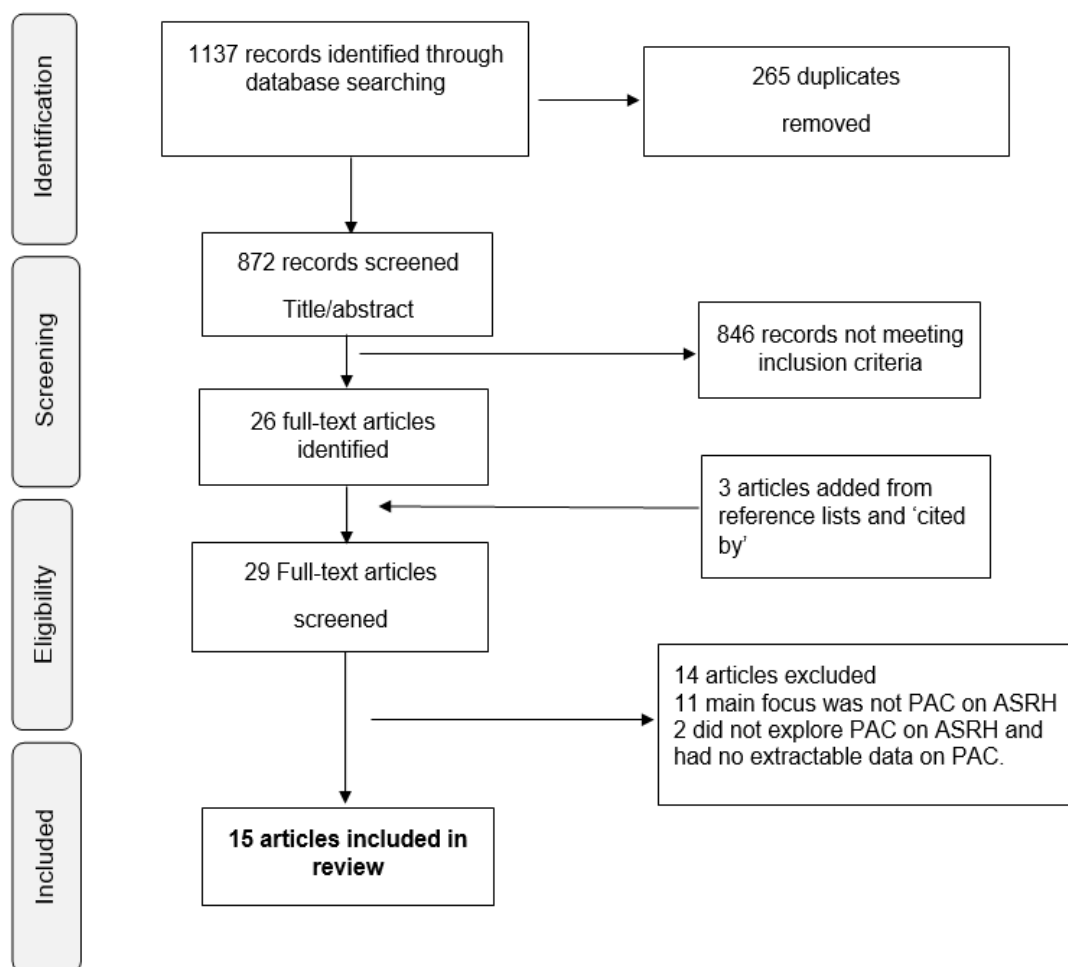 Identification
1137 records identified through
database searching
265 duplicates
removed
Screening
872 records screened
Title/abstract
846 records not meeting
inclusion criteria
26 full-text articles
identified
3 articles added from
reference lists and ‘cited
by’
Eligibility
29 Full-text articles
screened
14 articles excluded
11 main focus was not PAC on ASRH
2 did not explore PAC on ASRH and
had no extractable data on PAC.
Included
15 articles included in
review